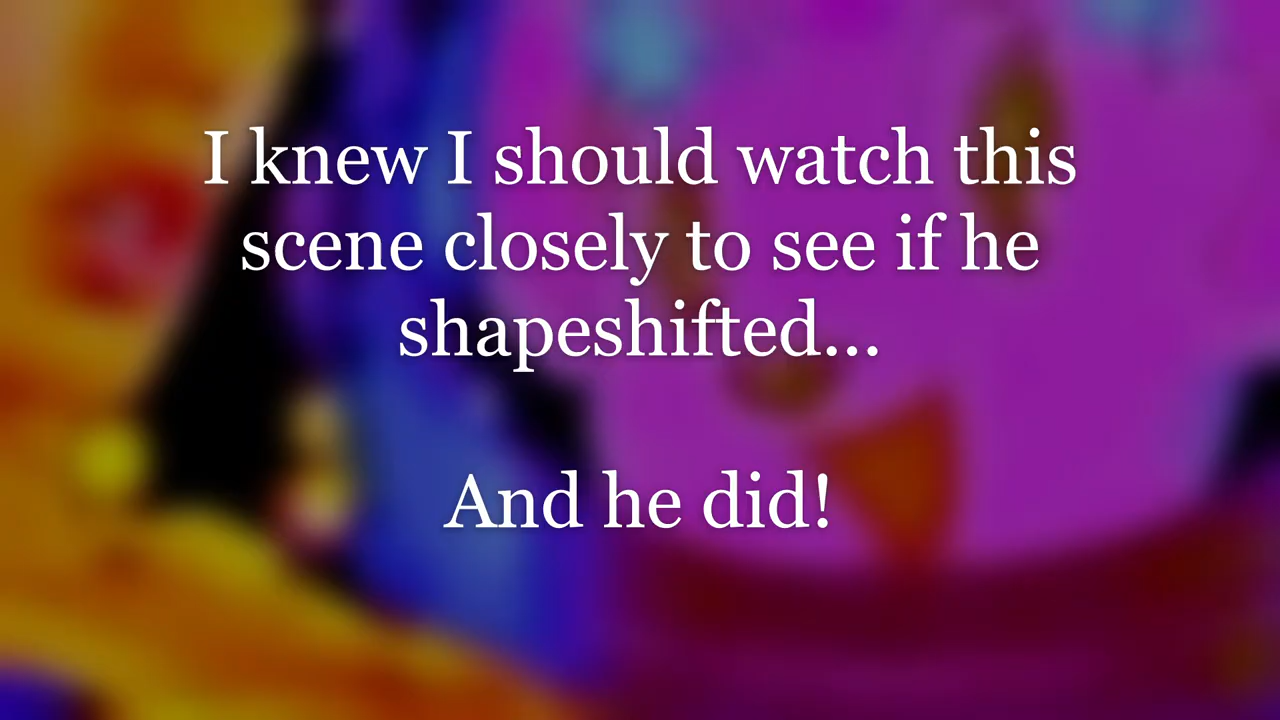 I knew I should watch this
scene closely to see if he
shapeshifted...
And he did!